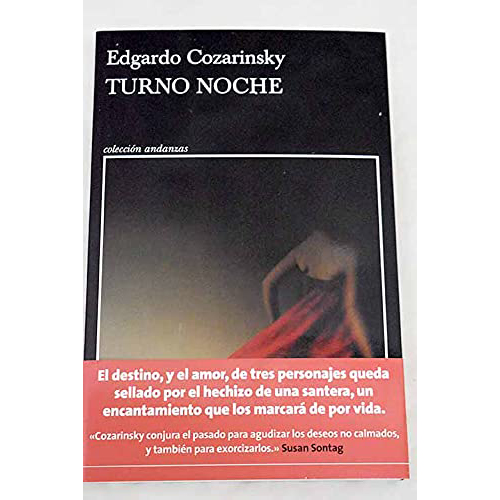 Edgardo Cozarinsky
TURNO NOCHE
colección andanzas
El destino, y el amor, de tres personajes queda
sellado por el hechizo de una santera, un
encantamiento que los marcará de por vida.
«Cozarinsky conjura el pasado para agudizar los deseos no calmados,
y también para exorcizarlos.» Susan Sontag